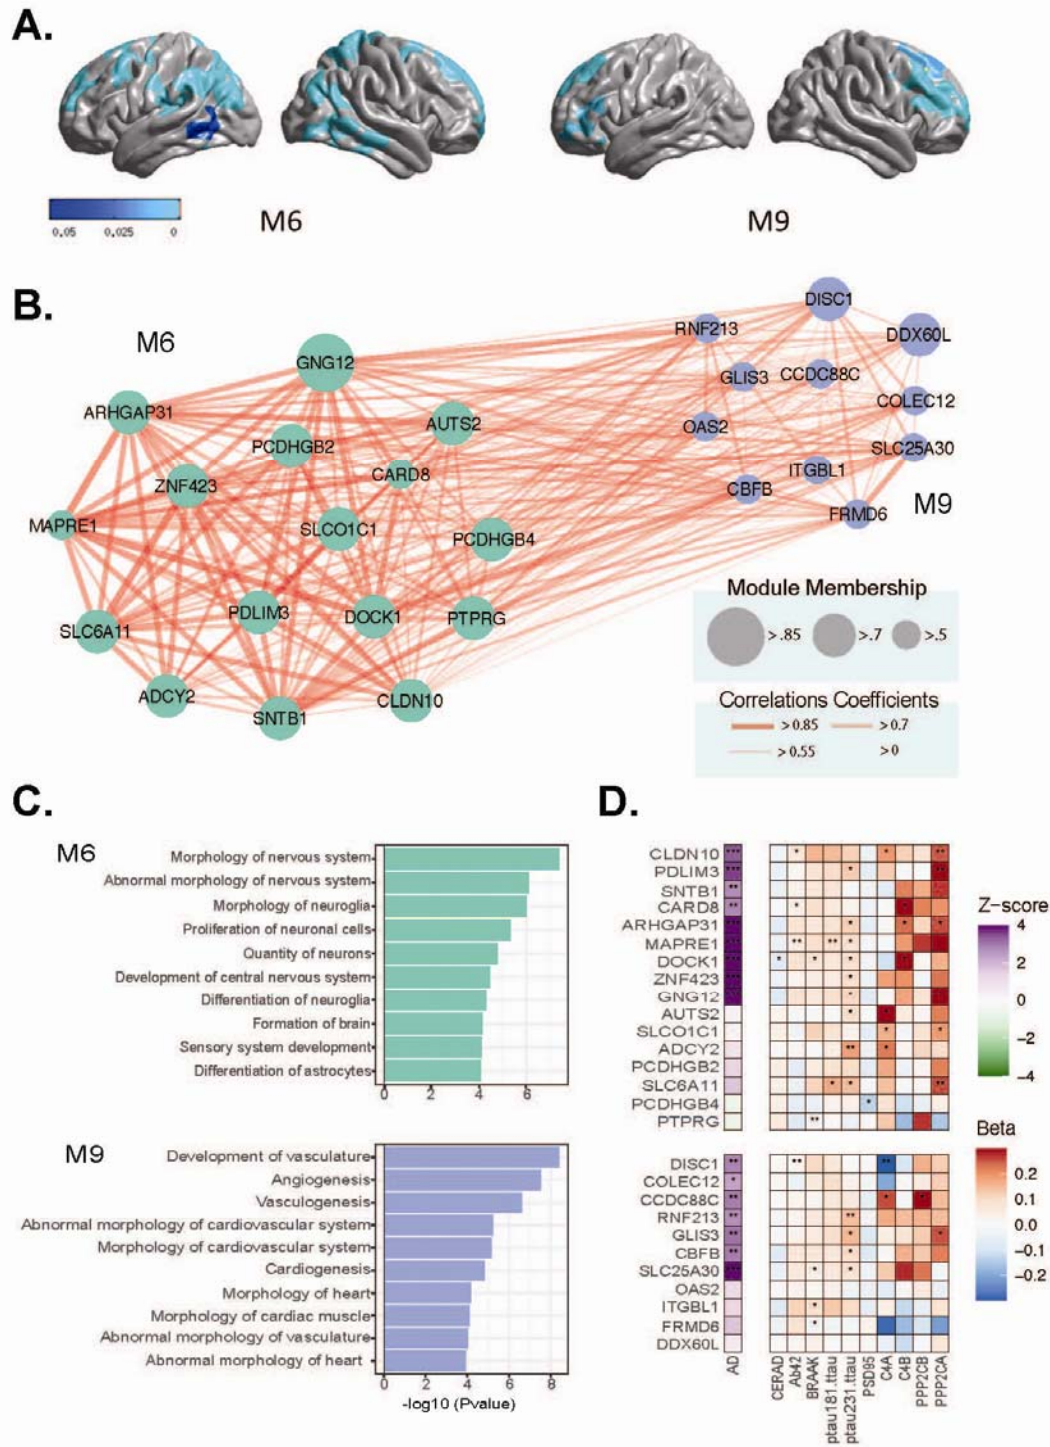 A.
0.05 0.025 0
M6
M9
B.
M6
GNG12
ARHGAP31
PCDHGB2
AUTS2
ZNF423
CARD8
MAPRE1
SLCO1C1
PCDHGB4
SLC6A11
PDLIM3
DOCK1
PTPRG
ADCY2
SNTB1
CLDN10
DISC1
RNF213
DDX60L
GLIS3
CCDC88C
COLEC12
OAS2
SLC25A30
ITGBL1
CBFB
FRMD6
M9
Module Membership
>.85 >.7 >.5
Correlations Coefficients
>0.85 >0.7
>0.55 >0
C.
M6
Morphology of nervous system
Abnormal morphology of nervous system
Morphology of neuroglia
Proliferation of neuronal cells
Quantity of neurons
Development of central nervous system
Differentiation of neuroglia
Formation of brain
Sensory system development
Differentiation of astrocytes
0 2 4 6
M9
Development of vasculature
Angiogenesis
Vasculogenesis
Abnormal morphology of cardiovascular system
Morphology of cardiovascular system
Cardiogenesis
Morphology of heart
Morphology of cardiac muscle
Abnormal morphology of vasculature
Abnormal morphology of heart
0 2 4 6 8
-log10 (Pvalue)
D.
CLDN10
PDLIM3
SNTB1
CARD8
ARHGAP31
MAPRE1
DOCK1
ZNF423
GNG12
AUTS2
SLCO1C1
ADCY2
PCDHGB2
SLC6A11
PCDHGB4
PTPRG
DISC1
COLEC12
CCDC88C
RNF213
GLIS3
CBFB
SLC25A30
OAS2
ITGBL1
FRMD6
DDX60L
AD
CERAD
Ab42
BRAAK
ptau181.ttau
ptau231.ttau
PSD95
C4A
C4B
PPP2CB
PPP2CA
Z-score
4
2
0
-2
-4
Beta
0.2
0.1
0.0
-0.1
-0.2